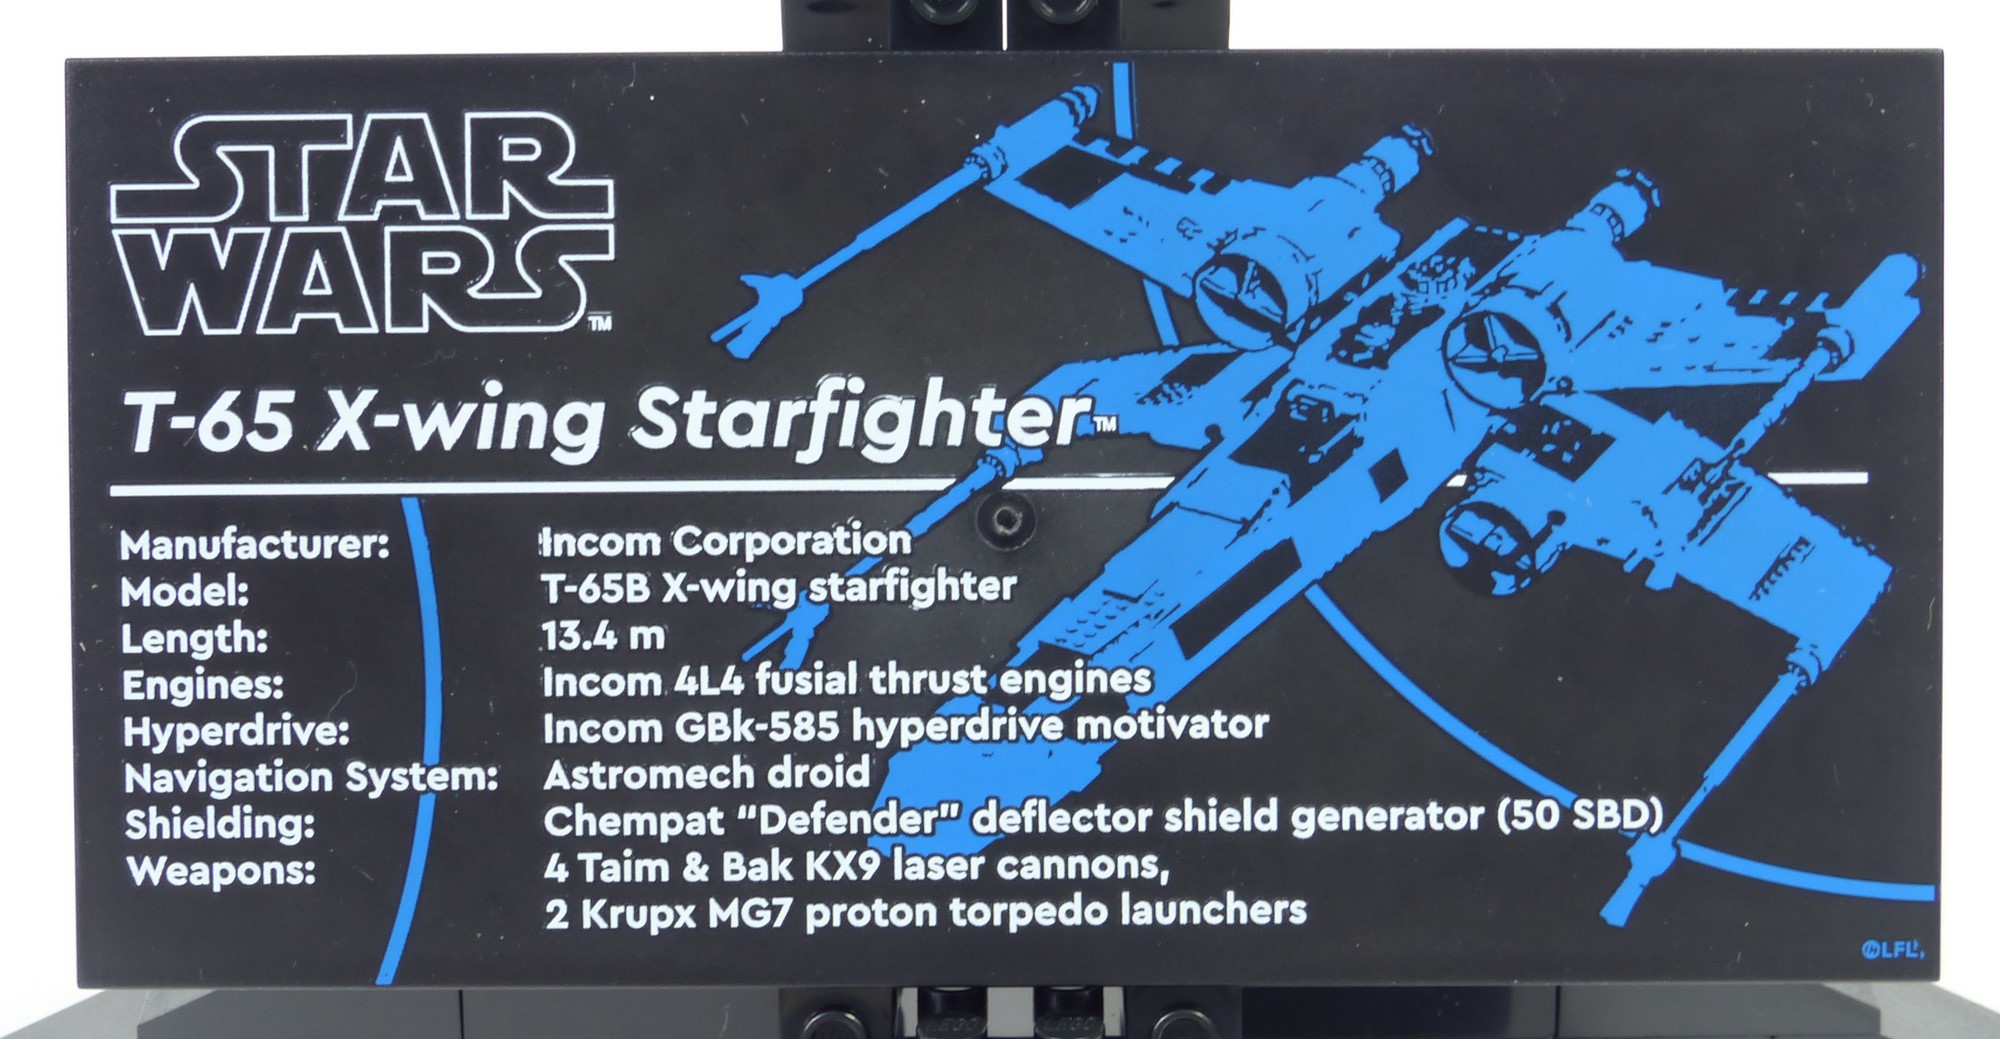 STAR
WARS™
T-65 X-wing Starfighter™
Manufacturer: Incom Corporation
Model: T-65B X-wing starfighter
Length: 13.4 m
Engines: Incom 4L4 fusial thrust engines
Hyperdrive: Incom GBk-585 hyperdrive motivator
Navigation System: Astromech droid
Shielding: Chempat “Defender” deflector shield generator (50 SBD)
Weapons: 4 Taim & Bak KX9 laser cannons,
2 Krupx MG7 proton torpedo launchers
LFL
LEGO LEGO